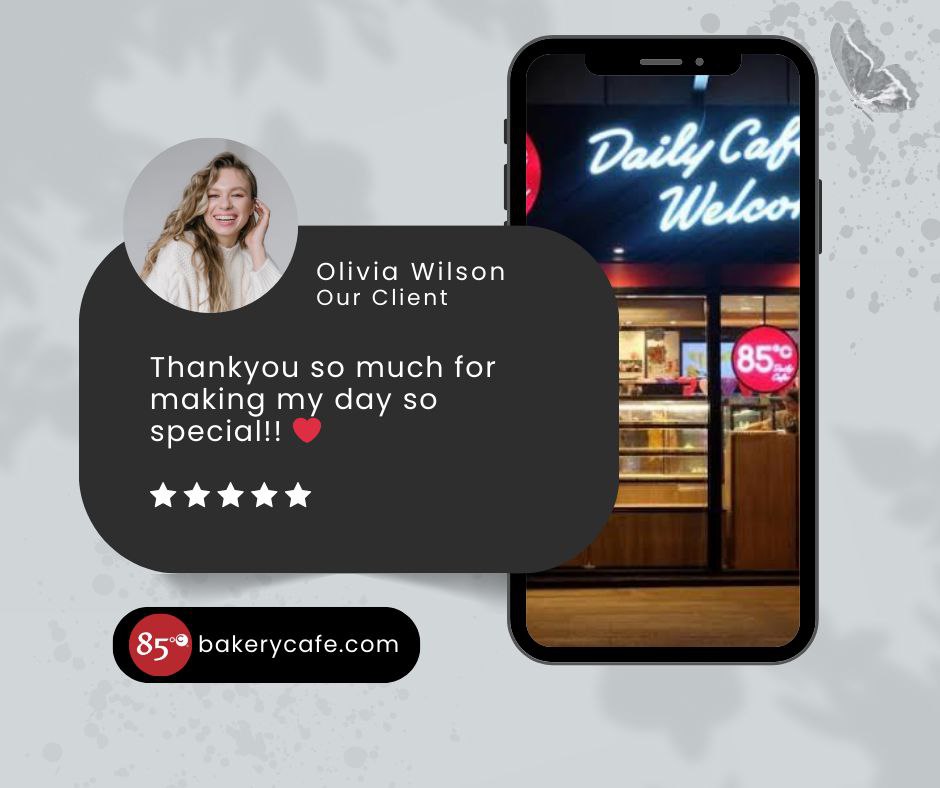 Daily Caf
Welco
Olivia Wilson
Our Client
85°C
Daily
Cafe
Thankyou so much for
making my day so
special!! ❤️
★★★★★
85°C bakerycafe.com